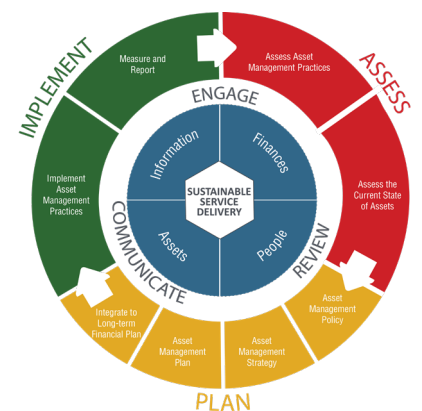 IMPLEMENT
ASSESS
PLAN
Measure and
Report
Assess Asset
Management Practices
Implement
Asset
Management
Practices
Assess the
Current State
of Assets
Integrate to
Long-term
Financial Plan
Asset
Management
Plan
Asset
Management
Strategy
Asset
Management
Policy
ENGAGE
COMMUNICATE
REVIEW
Information
Finances
Assets
People
SUSTAINABLE
SERVICE
DELIVERY